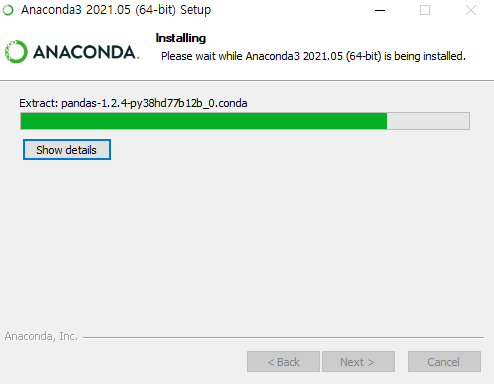 Anaconda3 2021.05 (64-bit) Setup
ANACONDA.
Installing
Please wait while Anaconda3 2021.05 (64-bit) is being installed.
Extract: pandas-1.2.4-py38hd77b12b_0.conda
Show details
Anaconda, Inc.
< Back
Next >
Cancel